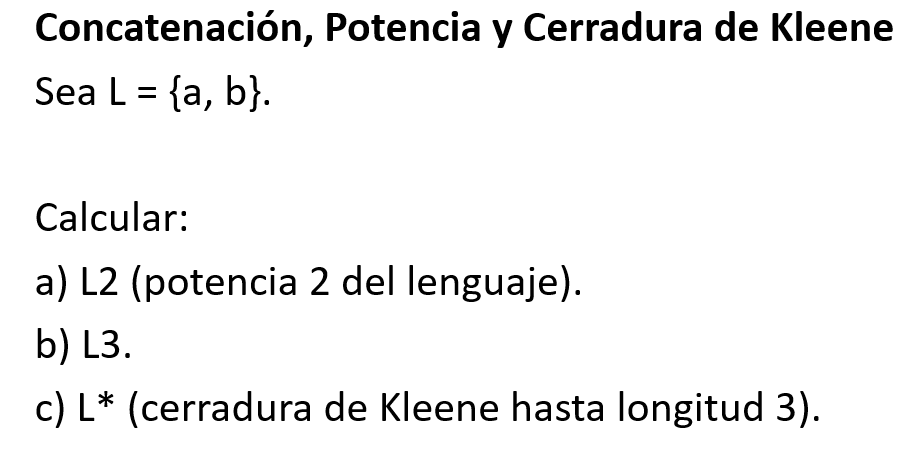 Concatenación, Potencia y Cerradura de Kleene
Sea L = {a, b}.
Calcular:
a) L2 (potencia 2 del lenguaje).
b) L3.
c) L* (cerradura de Kleene hasta longitud 3).